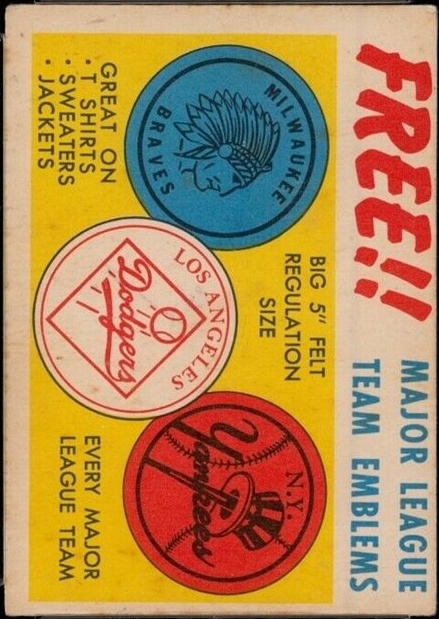 FREE!!
MAJOR LEAGUE
TEAM EMBLEMS
MILWAUKEE
BRAVES
BIG 5" FELT
REGULATION
SIZE
N.Y.
Yankees
GREAT ON
• T SHIRTS
• SWEATERS
• JACKETS
LOS ANGELES
Dodgers
EVERY MAJOR
LEAGUE TEAM